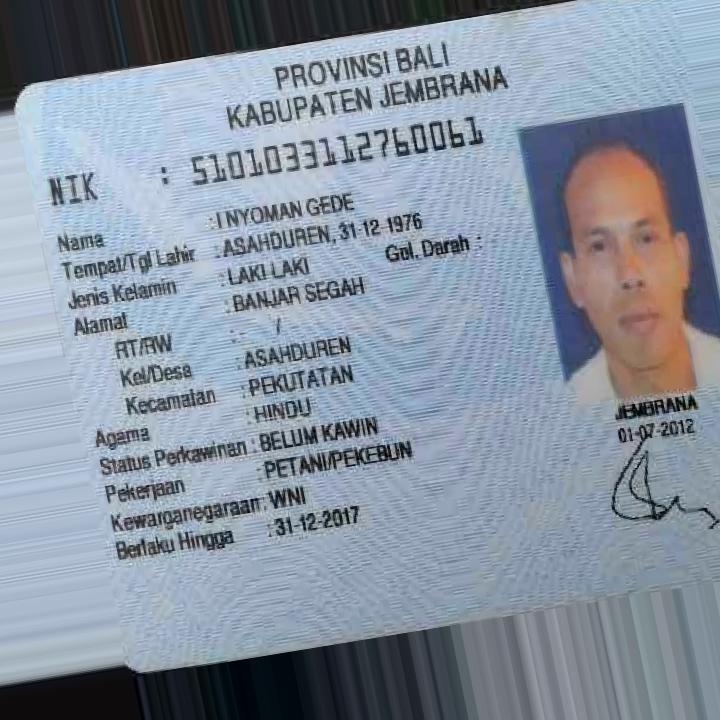 PROVINSI BALI
KABUPATEN JEMBRANA
NIK : 5101033112760061
Nama : I NYOMAN GEDE
Tempat/Tgl Lahir : ASAHDUREN, 31-12-1976
Jenis Kelamin : LAKI LAKI Gol. Darah :
Alamat : BANJAR SEGAH
RT/RW : - /
Kel/Desa : ASAHDUREN
Kecamatan : PEKUTATAN
Agama : HINDU
Status Perkawinan : BELUM KAWIN
Pekerjaan : PETANI/PEKEBUN
Kewarganegaraan : WNI
Berlaku Hingga : 31-12-2017
JEMBRANA
01-07-2012